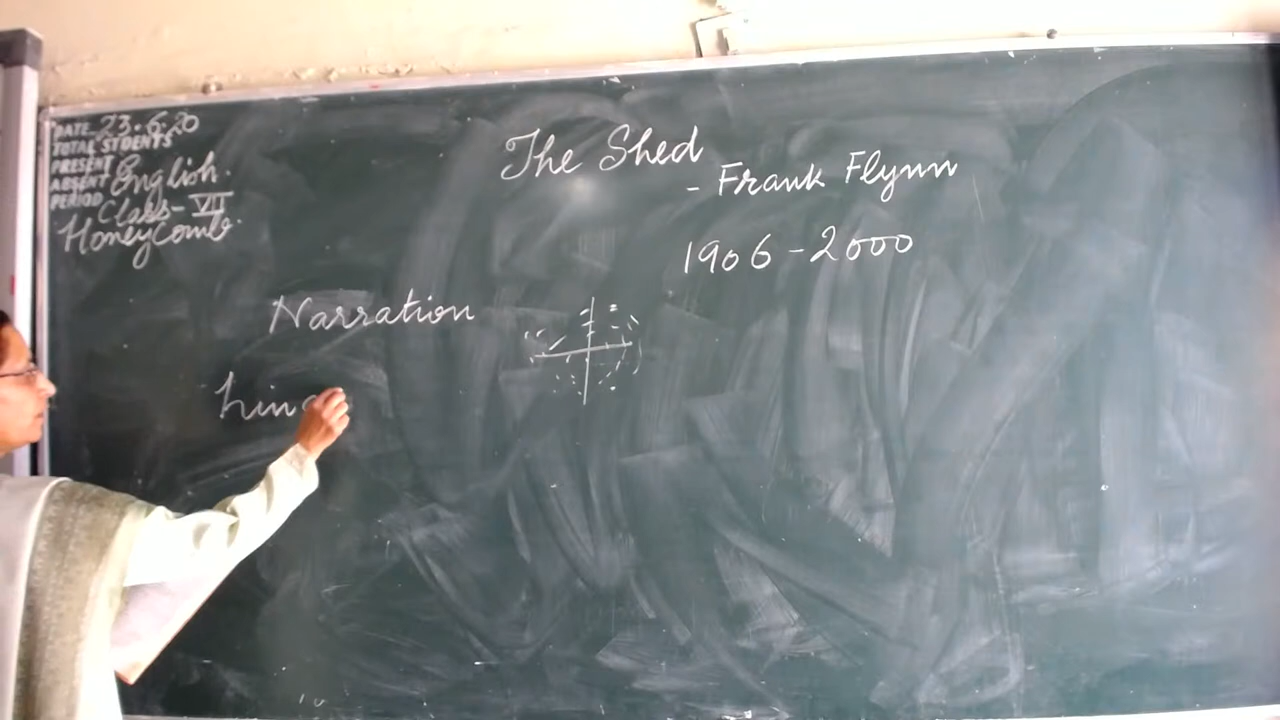 DATE 23.6.20
TOTAL STDENTS
PRESENT
ABSENT English.
PERIOD Class-VII
Honeycomb.
The Shed
- Frank Flynn
1906-2000
Narration